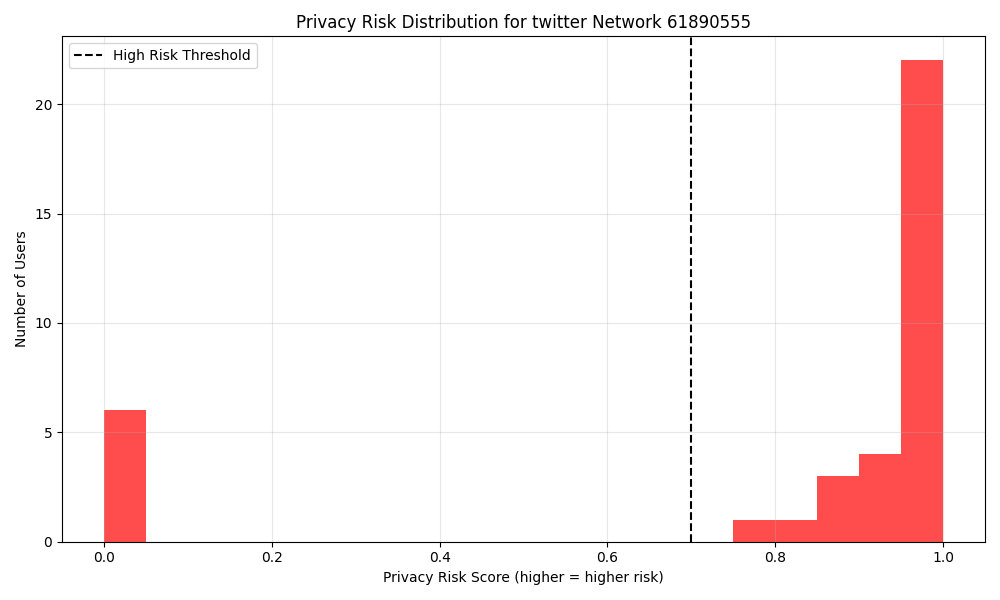 Privacy Risk Distribution for twitter Network 61890555
High Risk Threshold
Number of Users
20
15
10
5
0
0.0 0.2 0.4 0.6 0.8 1.0
Privacy Risk Score (higher = higher risk)